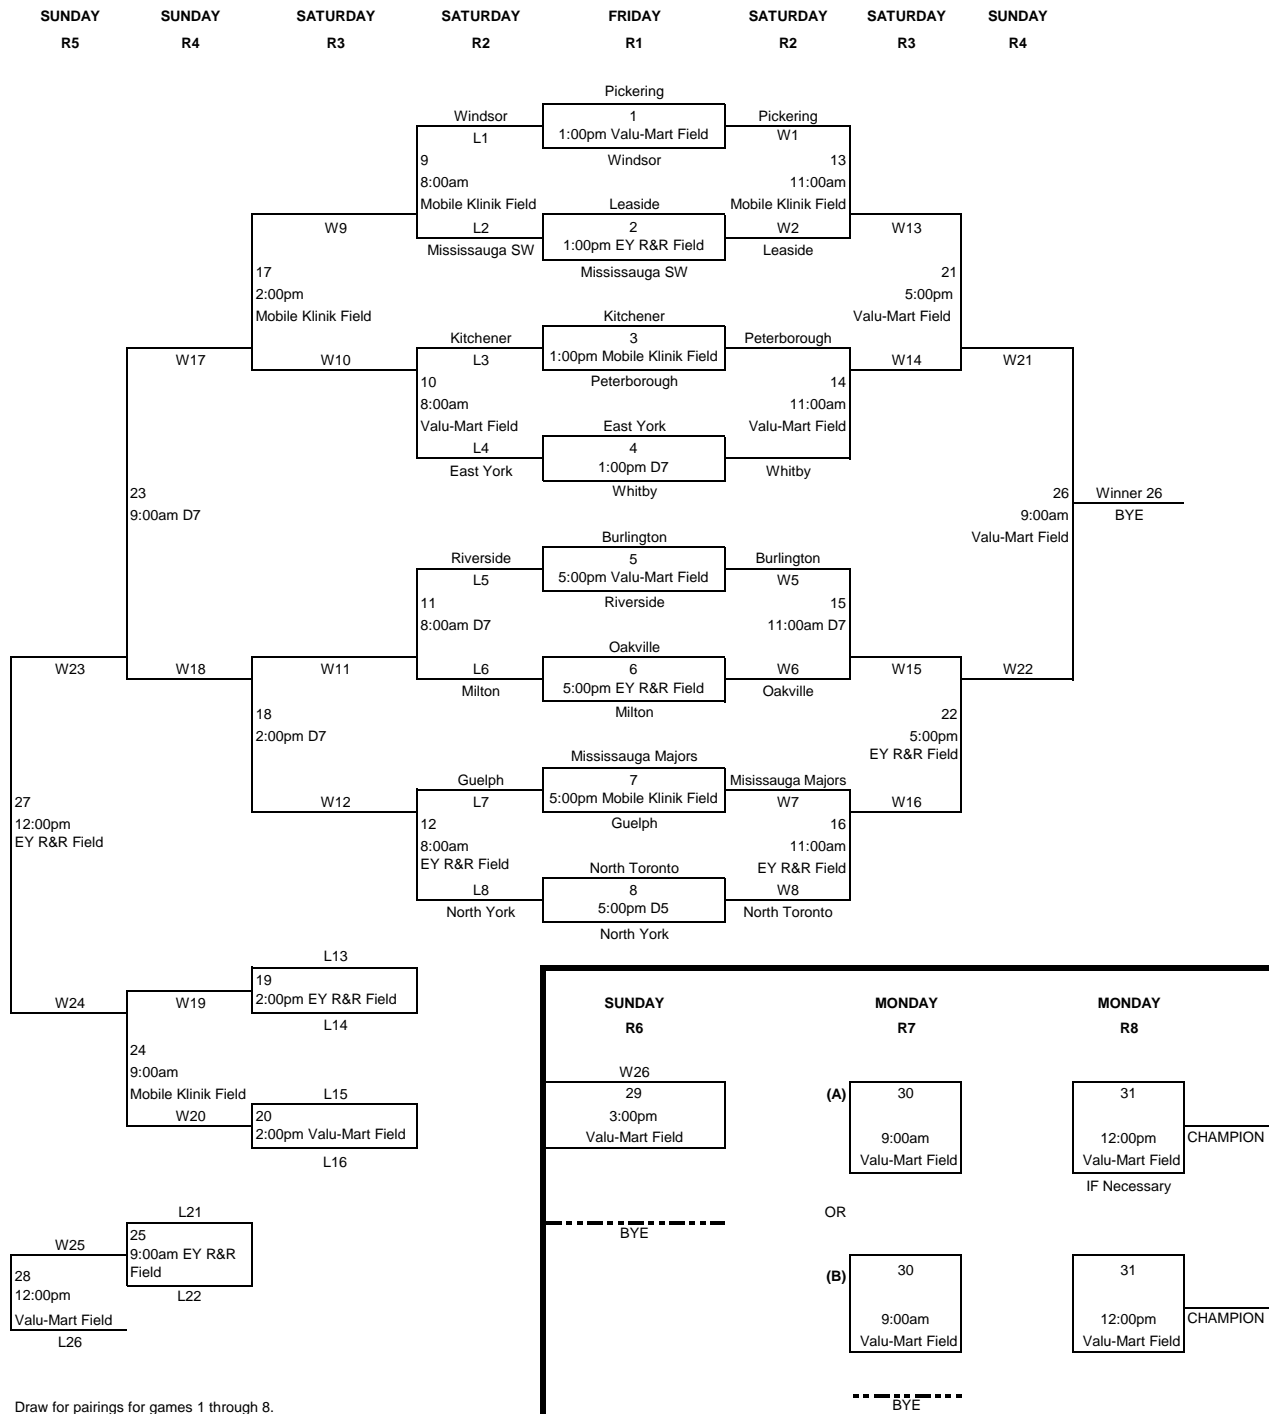 SUNDAY SUNDAY SATURDAY SATURDAY FRIDAY SATURDAY SATURDAY SUNDAY
R5 R4 R3 R2 R1 R2 R3 R4
Pickering
Windsor 1 Pickering
L1 1:00pm Valu-Mart Field W1
9 Windsor 13
8:00am 11:00am
Mobile Klinik Field Leaside Mobile Klinik Field
W9 L2 2 W2 W13
Mississauga SW 1:00pm EY R&R Field Leaside
17 Mississauga SW 21
2:00pm 5:00pm
Mobile Klinik Field Kitchener Valu-Mart Field
Kitchener 3 Peterborough
W17 W10 L3 1:00pm Mobile Klinik Field W14 W21
10 Peterborough 14
8:00am 11:00am
Valu-Mart Field East York Valu-Mart Field
L4 4
East York 1:00pm D7 Whitby
23 Whitby 26 Winner 26
9:00am D7 9:00am BYE
Burlington Valu-Mart Field
Riverside 5 Burlington
L5 5:00pm Valu-Mart Field W5
11 Riverside 15
8:00am D7 11:00am D7
Oakville
W23 W18 W11 L6 6 W6 W15 W22
Milton 5:00pm EY R&R Field Oakville
18 Milton 22
2:00pm D7 5:00pm
Mississauga Majors EY R&R Field
Guelph 7 Misissauga Majors
27 W12 L7 5:00pm Mobile Klinik Field W7 W16
12:00pm 12 Guelph 16
EY R&R Field 8:00am 11:00am
EY R&R Field North Toronto EY R&R Field
L8 8 W8
North York 5:00pm D5 North Toronto
North York
L13
19
W24 W19 2:00pm EY R&R Field SUNDAY MONDAY MONDAY
L14 R6 R7 R8
24
9:00am W26
Mobile Klinik Field L15 29 (A) 30 31
W20 20 3:00pm
2:00pm Valu-Mart Field Valu-Mart Field 9:00am 12:00pm CHAMPION
L16 Valu-Mart Field Valu-Mart Field
IF Necessary
L21 OR
W25 25 BYE
9:00am EY R&R
28 Field (B) 30 31
12:00pm L22
Valu-Mart Field 9:00am 12:00pm CHAMPION
L26 Valu-Mart Field Valu-Mart Field
Draw for pairings for games 1 through 8. BYE